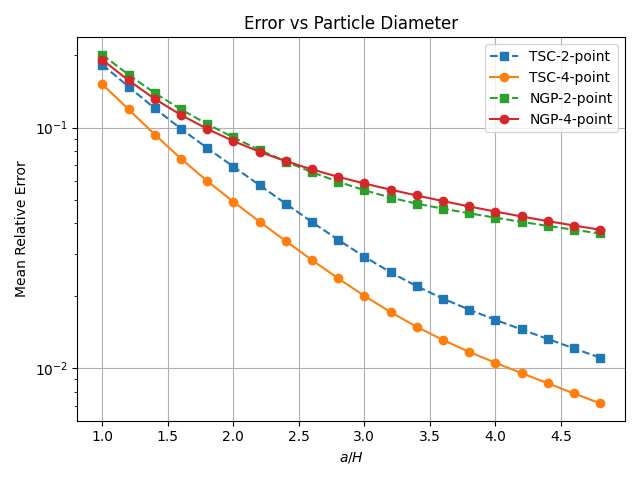 Error vs Particle Diameter
TSC-2-point
TSC-4-point
NGP-2-point
NGP-4-point
Mean Relative Error
10⁻¹
10⁻²
1.0 1.5 2.0 2.5 3.0 3.5 4.0 4.5
a/H